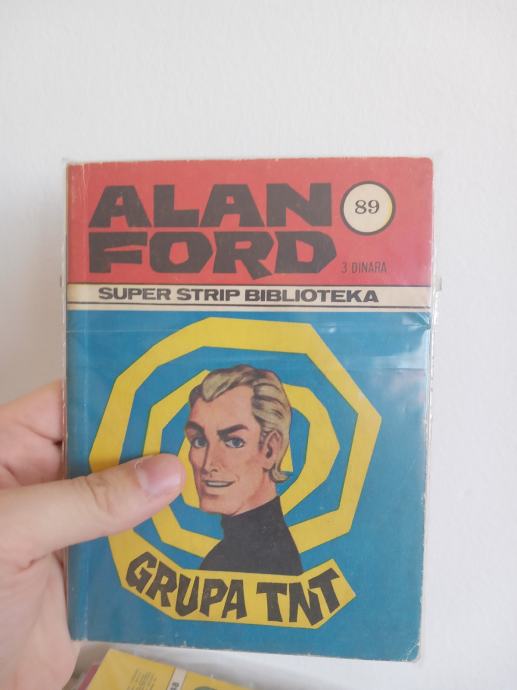 ALAN
FORD
89
3 DINARA
SUPER STRIP BIBLIOTEKA
GRUPA TNT